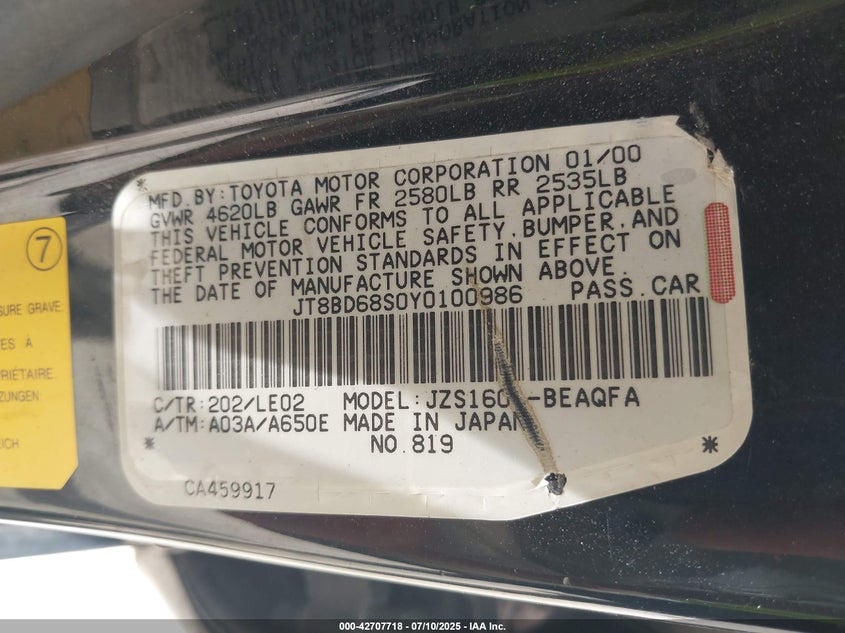 MFD.BY:TOYOTA MOTOR CORPORATION 01/00
GVWR 4620LB GAWR FR 2580LB RR 2535LB
THIS VEHICLE CONFORMS TO ALL APPLICABLE
FEDERAL MOTOR VEHICLE SAFETY,BUMPER,AND
THEFT PREVENTION STANDARDS IN EFFECT ON
THE DATE OF MANUFACTURE SHOWN ABOVE.
JT8BD68S0Y0100986 PASS.CAR
C/TR:202/LE02 MODEL:JZS160 -BEAQFA
A/TM:A03A/A650E MADE IN JAPAN
NO.819
CA459917
7
SURE GRAVE.
ES À
PRIÉTAIRE.
ZUNGEN:
REICH
000-42707718 - 07/10/2025 - IAA Inc.